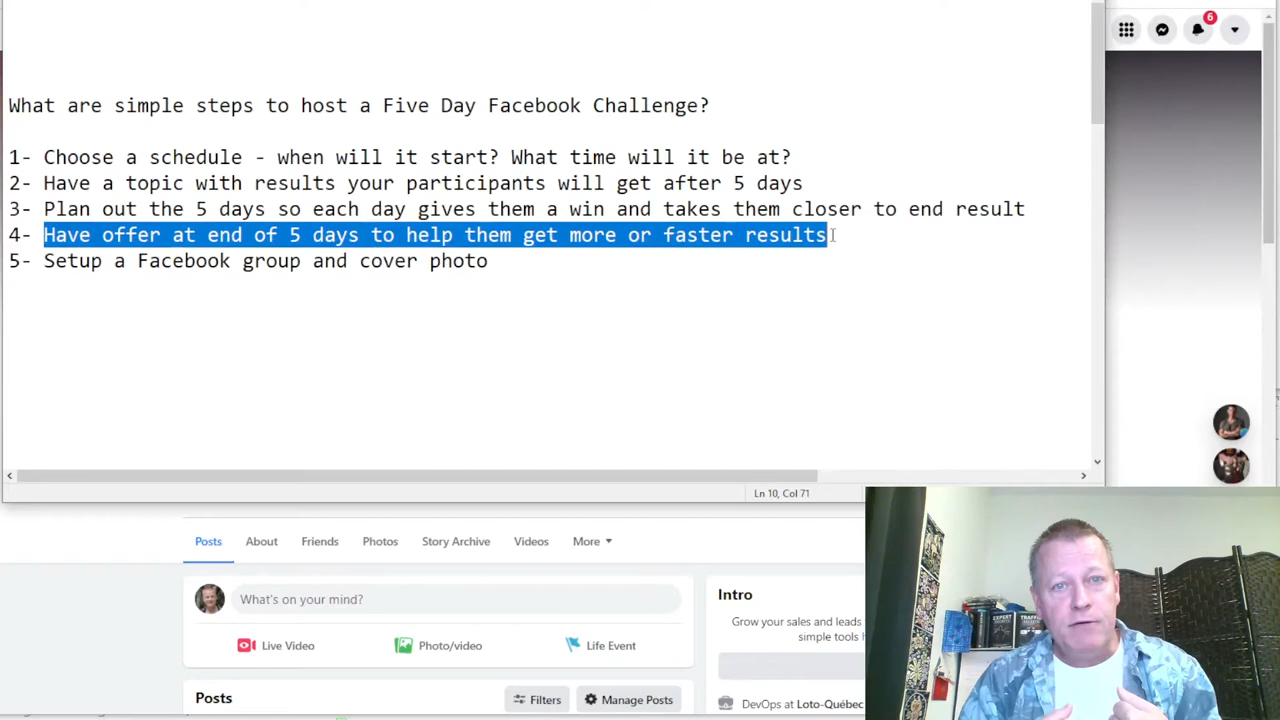 6
What are simple steps to host a Five Day Facebook Challenge?
1- Choose a schedule - when will it start? What time will it be at?
2- Have a topic with results your participants will get after 5 days
3- Plan out the 5 days so each day gives them a win and takes them closer to end result
4- Have offer at end of 5 days to help them get more or faster results
5- Setup a Facebook group and cover photo
Ln 10, Col 71
Posts About Friends Photos Story Archive Videos More
What's on your mind?
Live Video Photo/video Life Event
Posts Filters Manage Posts
Intro
Grow your sales and leads
simple tools
DevOps at Loto-Québec
EXPERT
TRAFFIC